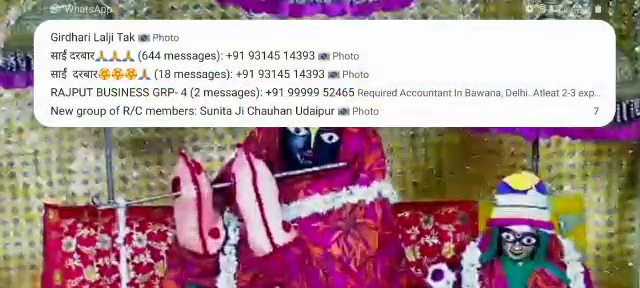 WhatsApp
Girdhari Lalji Tak 📷 Photo
साईं दरबार🙏🙏🙏 (644 messages): +91 93145 14393 📷 Photo
साईं दरबार🥰🥰🥰🙏 (18 messages): +91 93145 14393 📷 Photo
RAJPUT BUSINESS GRP- 4 (2 messages): +91 99999 52465 Required Accountant In Bawana, Delhi. Atleat 2-3 exp...
New group of R/C members: Sunita Ji Chauhan Udaipur 📷 Photo 7